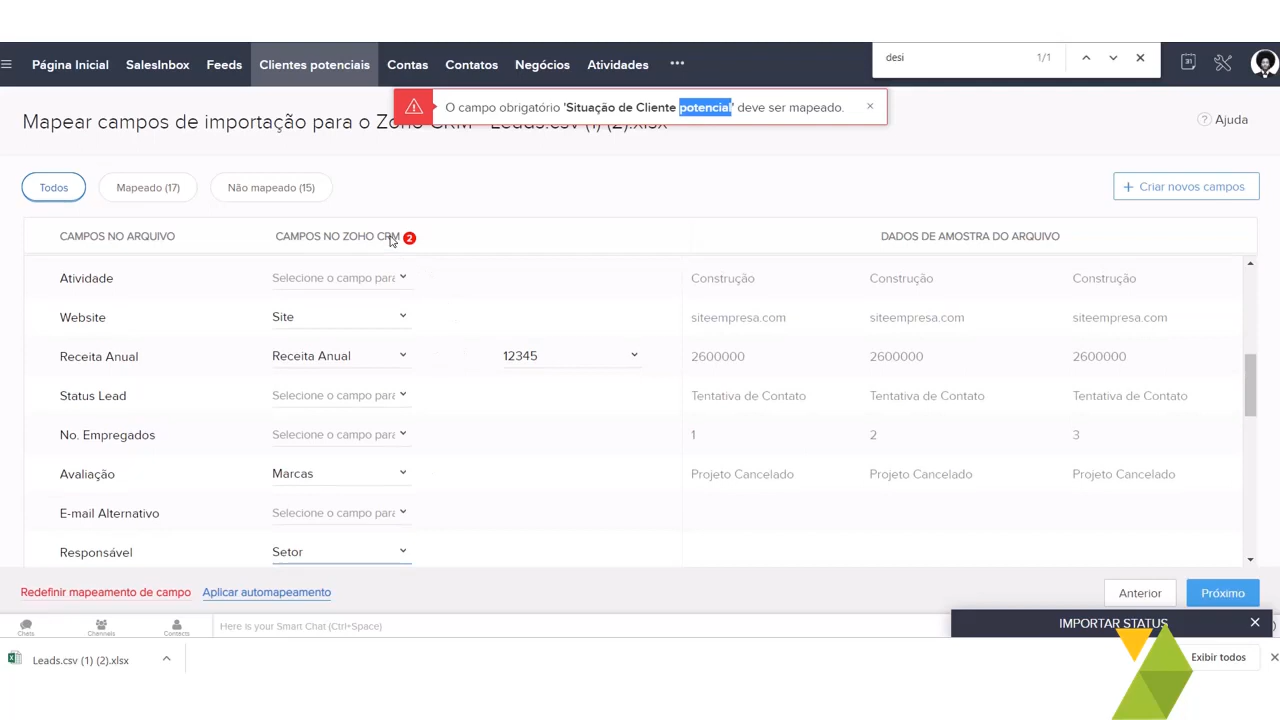 Página Inicial SalesInbox Feeds Clientes potenciais Contas Contatos Negócios Atividades ••• desi 1/1 31
O campo obrigatório 'Situação de Cliente potencial' deve ser mapeado.
Mapear campos de importação para o Zoho CRM - Leads.csv (1) (2).xlsx ? Ajuda
Todos Mapeado (17) Não mapeado (15) + Criar novos campos
CAMPOS NO ARQUIVO CAMPOS NO ZOHO CRM 2 DADOS DE AMOSTRA DO ARQUIVO
Atividade Selecione o campo para Construção Construção Construção
Website Site siteempresa.com siteempresa.com siteempresa.com
Receita Anual Receita Anual 12345 2600000 2600000 2600000
Status Lead Selecione o campo para Tentativa de Contato Tentativa de Contato Tentativa de Contato
No. Empregados Selecione o campo para 1 2 3
Avaliação Marcas Projeto Cancelado Projeto Cancelado Projeto Cancelado
E-mail Alternativo Selecione o campo para
Responsável Setor
Redefinir mapeamento de campo Aplicar automapeamento Anterior Próximo
Chats Channels Contacts Here is your Smart Chat (Ctrl+Space) IMPORTAR STATUS
Leads.csv (1) (2).xlsx Exibir todos